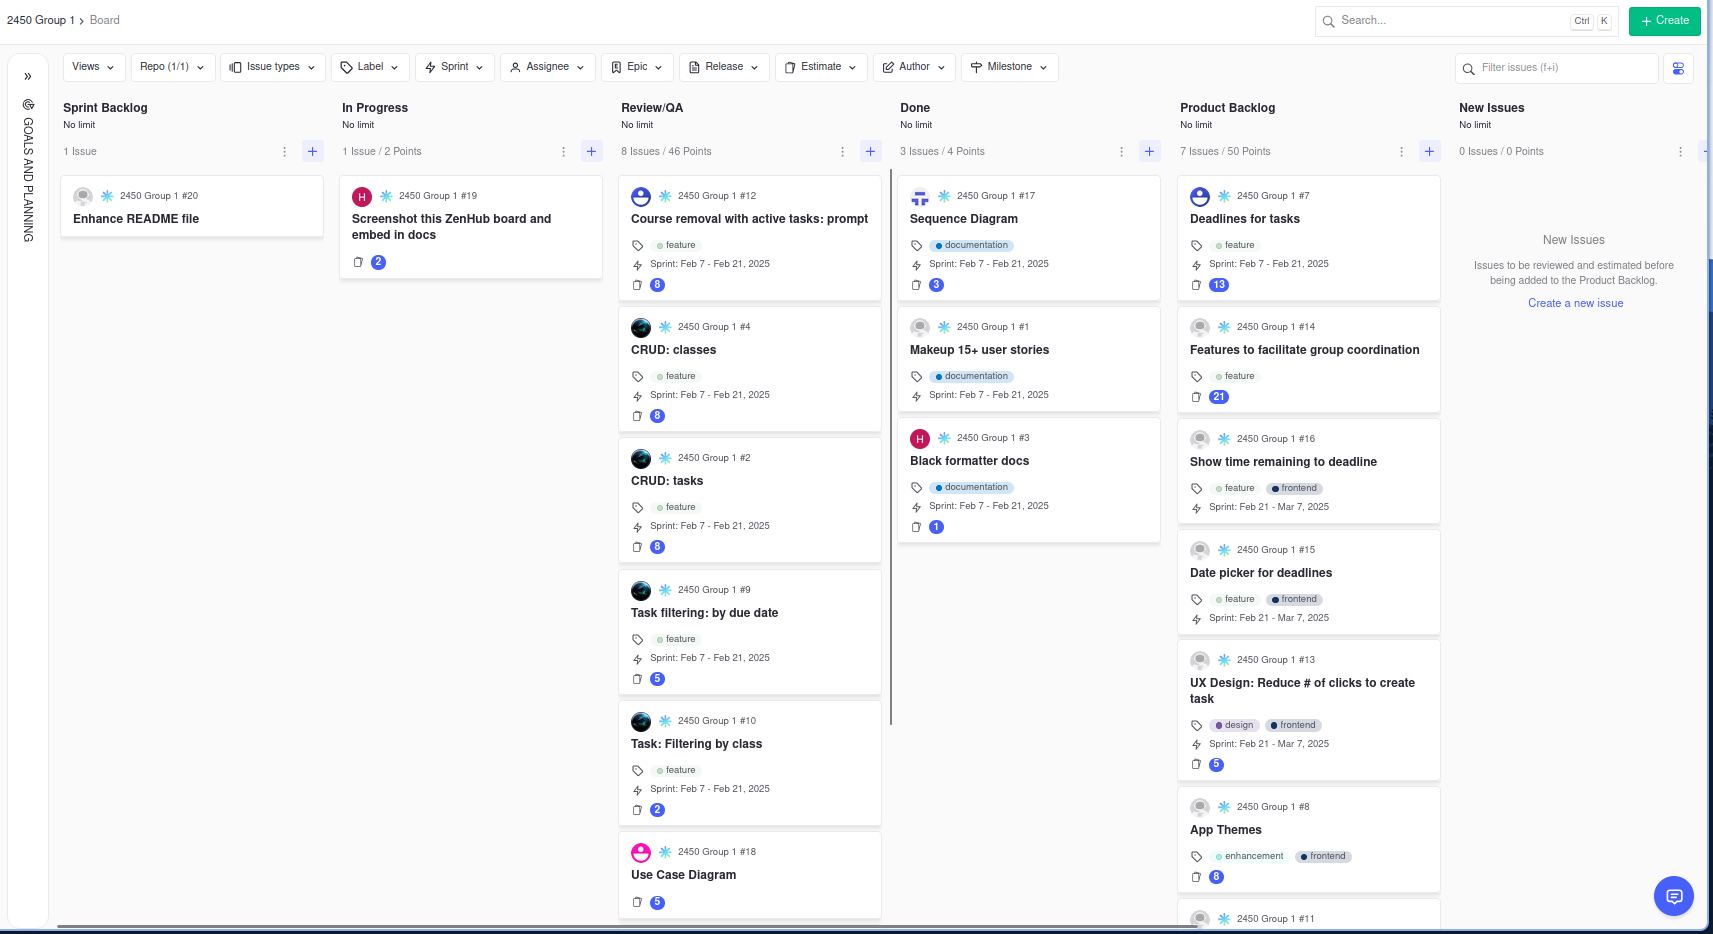 2450 Group 1 › Board
Search...
Ctrl K
+ Create
»
GOALS AND PLANNING
Views
Repo (1/1)
Issue types
Label
Sprint
Assignee
Epic
Release
Estimate
Author
Milestone
Filter issues (f+i)
Sprint Backlog
No limit
1 Issue
2450 Group 1 #20
Enhance README file
In Progress
No limit
1 Issue / 2 Points
H
2450 Group 1 #19
Screenshot this ZenHub board and
embed in docs
2
Review/QA
No limit
8 Issues / 46 Points
2450 Group 1 #12
Course removal with active tasks: prompt
feature
Sprint: Feb 7 - Feb 21, 2025
8
2450 Group 1 #4
CRUD: classes
feature
Sprint: Feb 7 - Feb 21, 2025
8
2450 Group 1 #2
CRUD: tasks
feature
Sprint: Feb 7 - Feb 21, 2025
8
2450 Group 1 #9
Task filtering: by due date
feature
Sprint: Feb 7 - Feb 21, 2025
5
2450 Group 1 #10
Task: Filtering by class
feature
Sprint: Feb 7 - Feb 21, 2025
2
2450 Group 1 #18
Use Case Diagram
5
Done
No limit
3 Issues / 4 Points
2450 Group 1 #17
Sequence Diagram
documentation
Sprint: Feb 7 - Feb 21, 2025
3
2450 Group 1 #1
Makeup 15+ user stories
documentation
Sprint: Feb 7 - Feb 21, 2025
H
2450 Group 1 #3
Black formatter docs
documentation
Sprint: Feb 7 - Feb 21, 2025
1
Product Backlog
No limit
7 Issues / 50 Points
2450 Group 1 #7
Deadlines for tasks
feature
Sprint: Feb 7 - Feb 21, 2025
13
2450 Group 1 #14
Features to facilitate group coordination
feature
21
2450 Group 1 #16
Show time remaining to deadline
feature frontend
Sprint: Feb 21 - Mar 7, 2025
2450 Group 1 #15
Date picker for deadlines
feature frontend
Sprint: Feb 21 - Mar 7, 2025
2450 Group 1 #13
UX Design: Reduce # of clicks to create
task
design frontend
Sprint: Feb 21 - Mar 7, 2025
5
2450 Group 1 #8
App Themes
enhancement frontend
8
2450 Group 1 #11
New Issues
No limit
0 Issues / 0 Points
New Issues
Issues to be reviewed and estimated before
being added to the Product Backlog.
Create a new issue